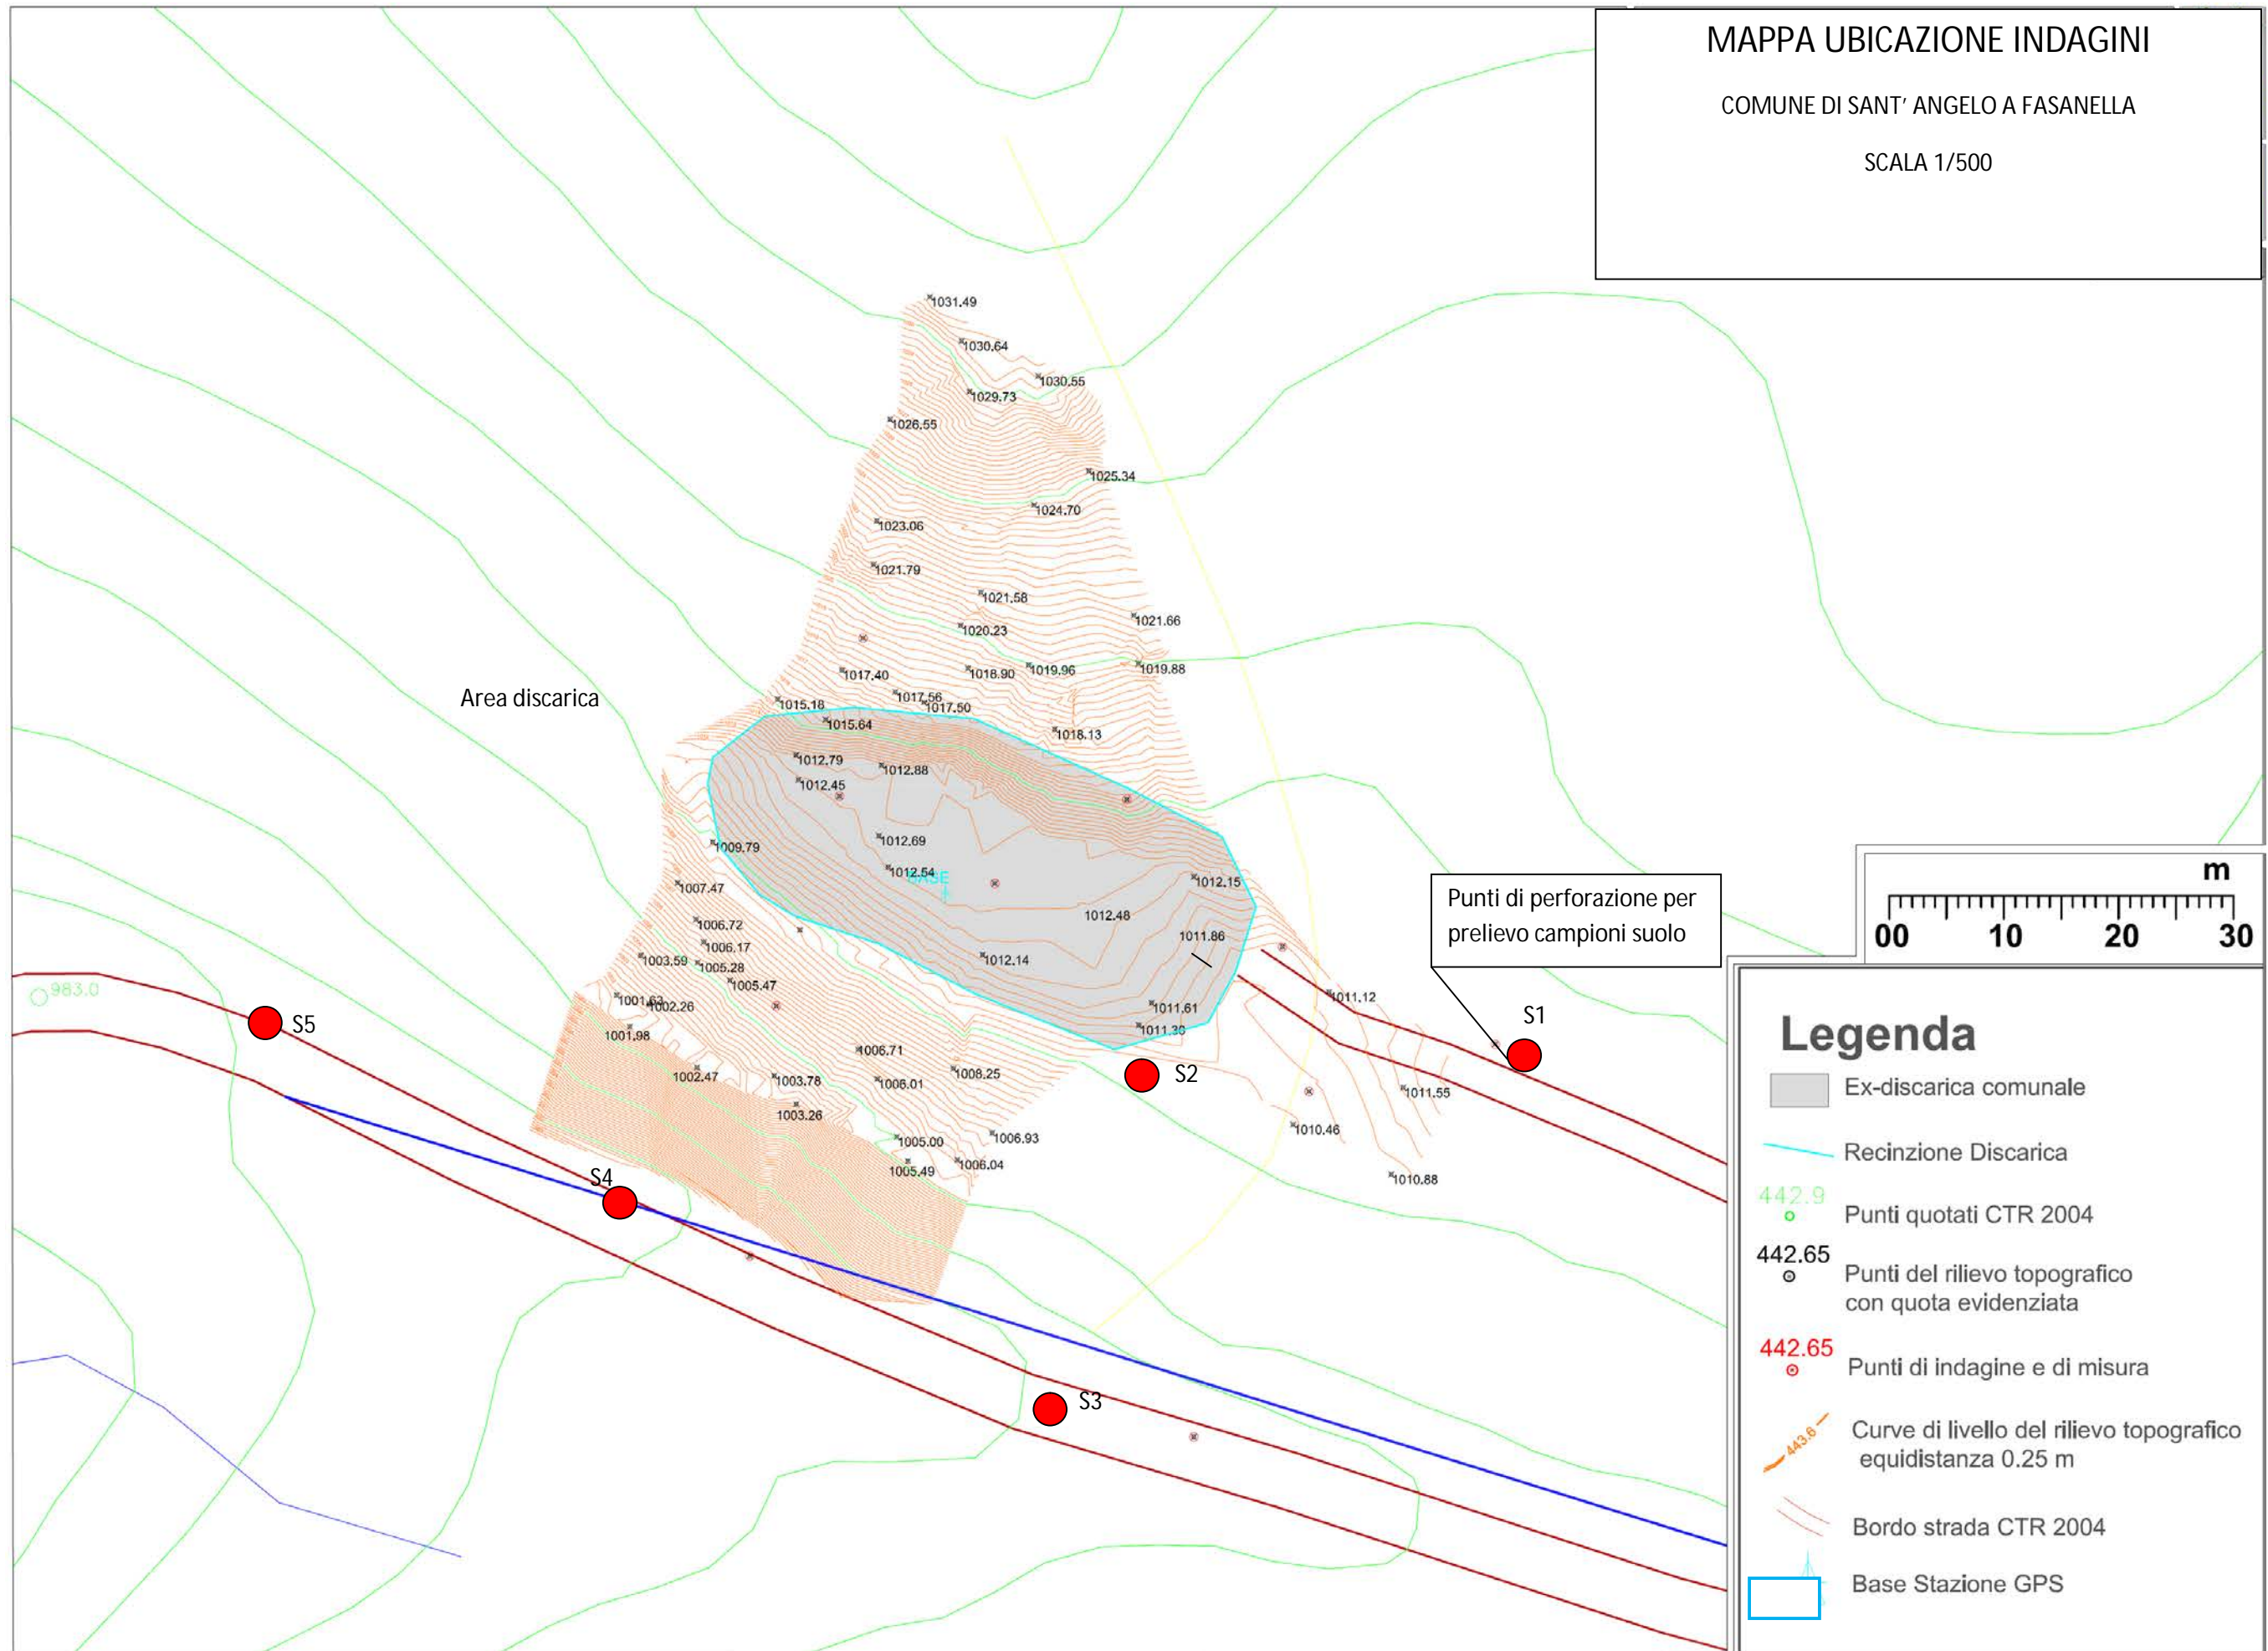 MAPPA UBICAZIONE INDAGINI
COMUNE DI SANT' ANGELO A FASANELLA
SCALA 1/500
1031.49
1030.64
1030.55
1029.73
1026.55
1025.34
1024.70
1023.06
1021.79
1021.58
1021.66
1020.23
1019.96
1019.88
1018.90
1017.40
1017.56
1017.50
1015.18
1015.64
1018.13
Area discarica
1012.79
1012.88
1012.45
1012.69
1009.79
1012.54
BASE
1012.15
1007.47
1012.48
1006.72
1011.86
1006.17
1003.59
1005.28
1012.14
1005.47
1001.63
1002.26
1011.12
1011.61
1011.36
1001.98
1006.71
1008.25
1002.47
1003.78
1006.01
1011.55
1003.26
1005.00
1006.93
1010.46
1005.49
1006.04
1010.88
983.0
S5
S4
S3
S2
S1
Punti di perforazione per
prelievo campioni suolo
m
00 10 20 30
Legenda
Ex-discarica comunale
Recinzione Discarica
442.9
Punti quotati CTR 2004
442.65
Punti del rilievo topografico
con quota evidenziata
442.65
Punti di indagine e di misura
443.6
Curve di livello del rilievo topografico
equidistanza 0.25 m
Bordo strada CTR 2004
Base Stazione GPS